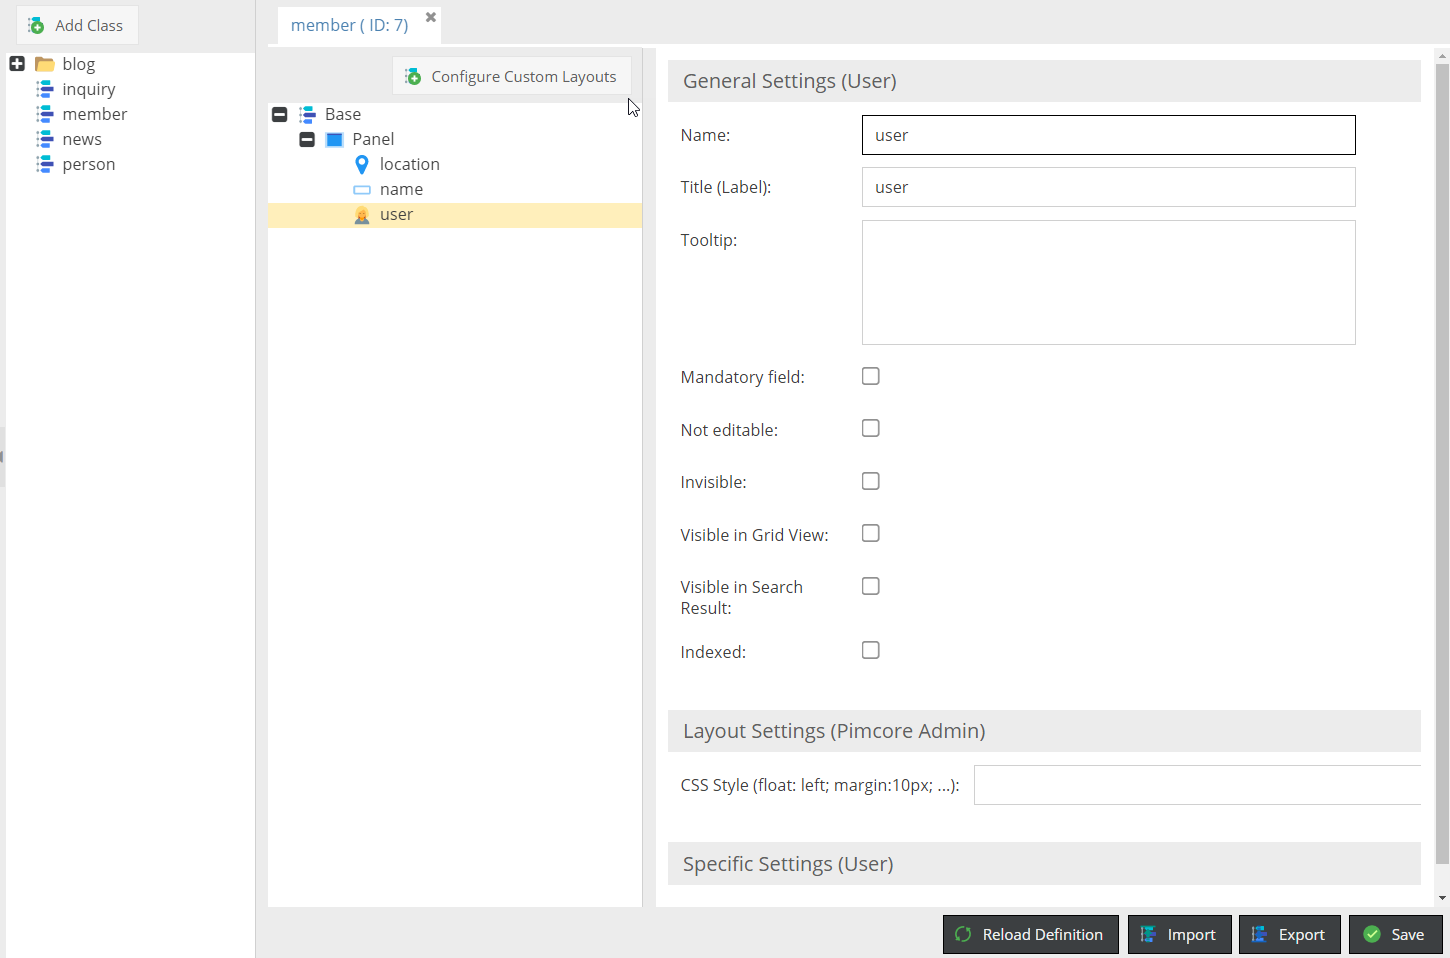 Add Class
blog
inquiry
member
news
person
member ( ID: 7)
Configure Custom Layouts
Base
Panel
location
name
user
General Settings (User)
Name: user
Title (Label): user
Tooltip:
Mandatory field:
Not editable:
Invisible:
Visible in Grid View:
Visible in Search
Result:
Indexed:
Layout Settings (Pimcore Admin)
CSS Style (float: left; margin:10px; ...):
Specific Settings (User)
Reload Definition Import Export Save